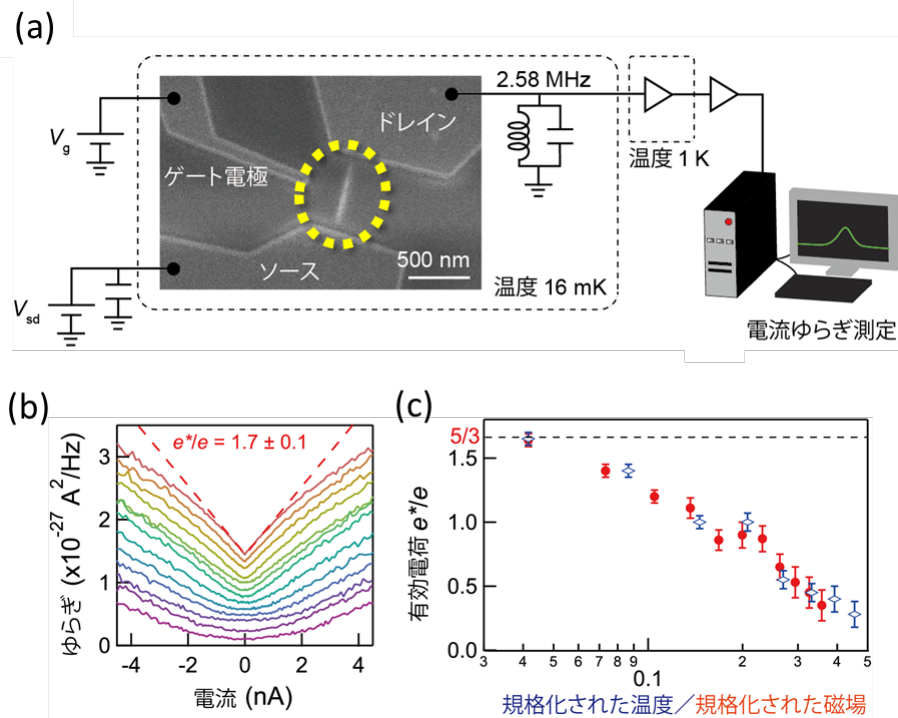 (a)
2.58 MHz
ドレイン
Vg
ゲート電極
温度 1 K
500 nm
ソース
温度 16 mK
Vsd
電流ゆらぎ測定
(b)
ゆらぎ (x10⁻²⁷ A²/Hz)
e*/e = 1.7 ± 0.1
3
2
1
0
-4 -2 0 2 4
電流 (nA)
(c)
有効電荷 e*/e
5/3
1.5
1.0
0.5
0.0
3 4 5 6 7 8 9 0.1 2 3 4 5
規格化された温度／規格化された磁場